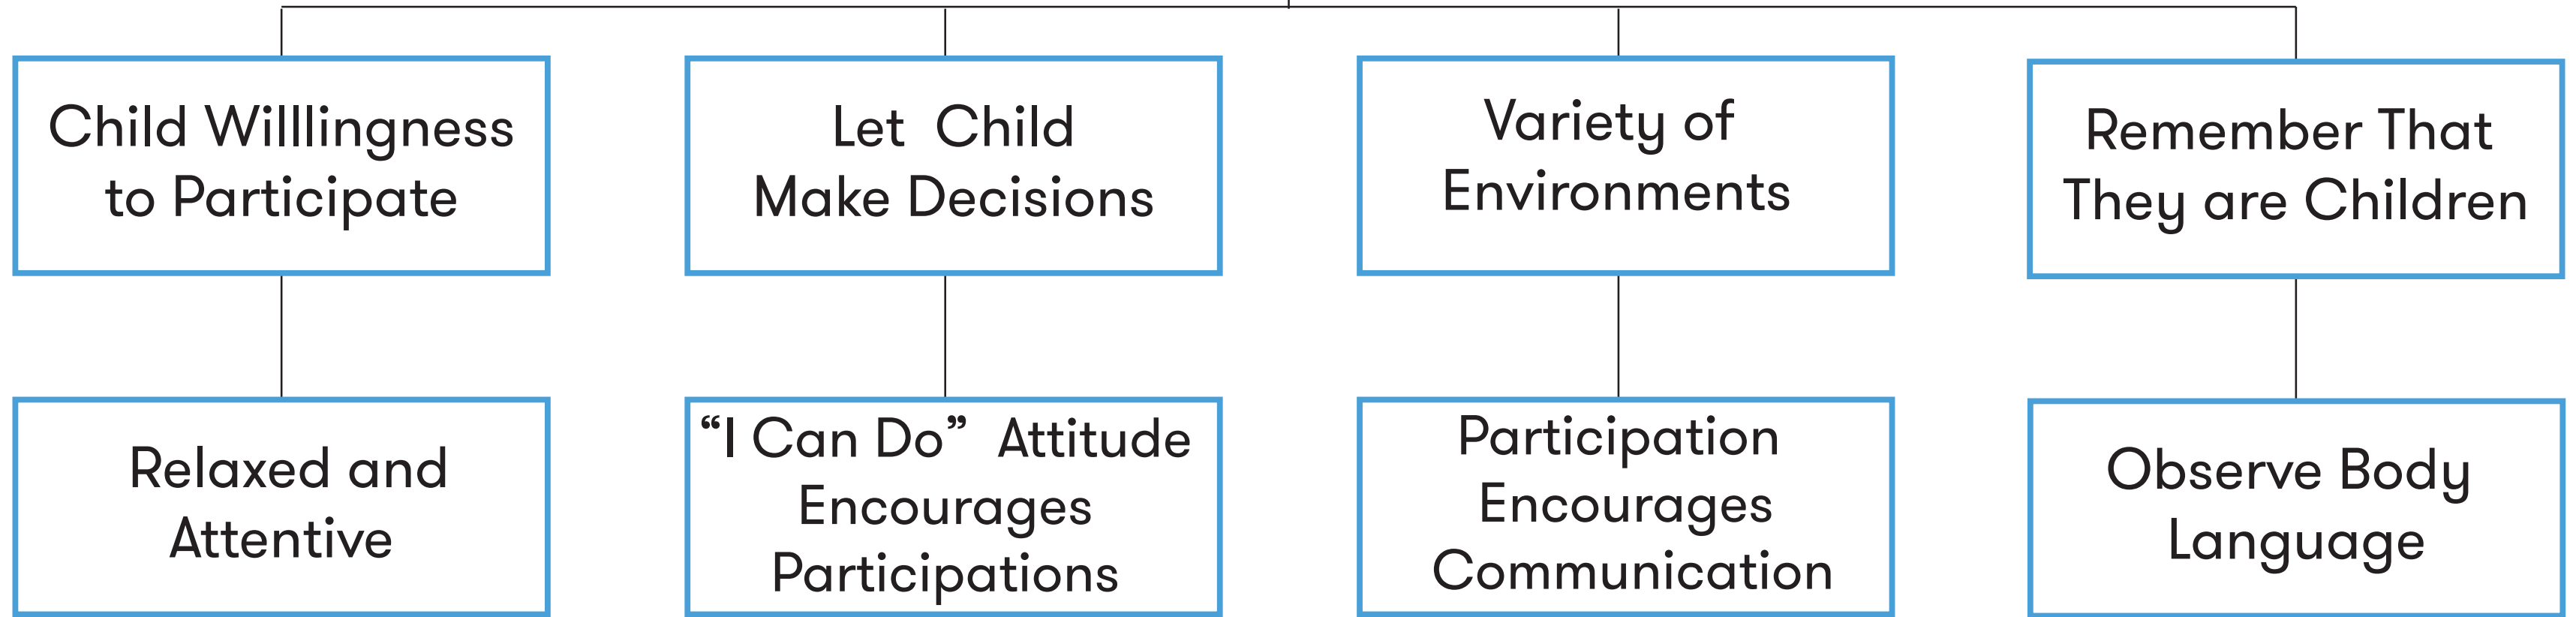 Child Willlingness
to Participate
Let Child
Make Decisions
Variety of
Environments
Remember That
They are Children
Relaxed and
Attentive
“I Can Do” Attitude
Encourages
Participations
Participation
Encourages
Communication
Observe Body
Language